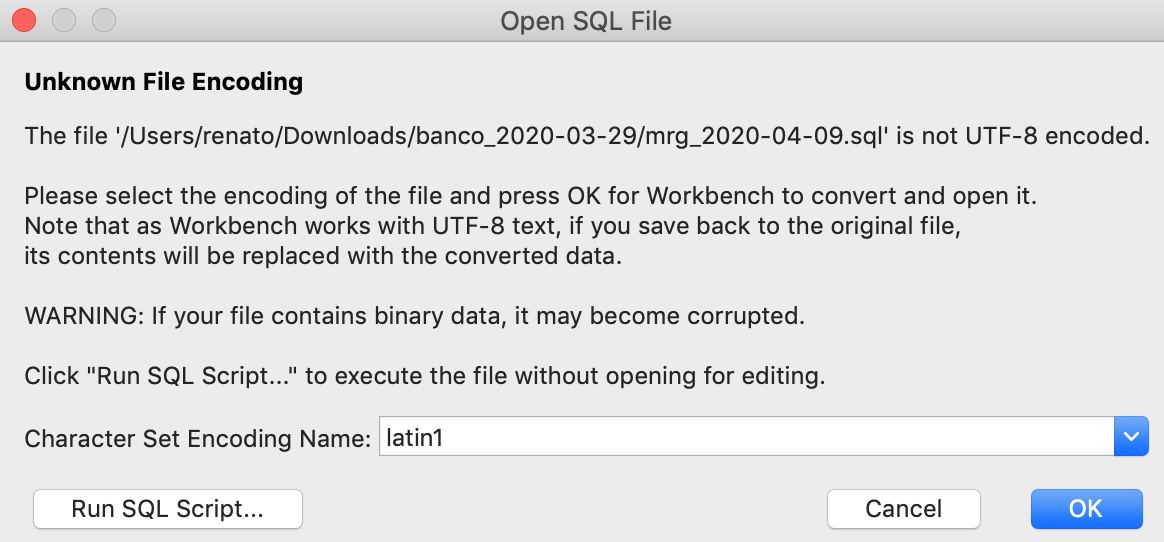 Open SQL File
Unknown File Encoding
The file '/Users/renato/Downloads/banco_2020-03-29/mrg_2020-04-09.sql' is not UTF-8 encoded.
Please select the encoding of the file and press OK for Workbench to convert and open it.
Note that as Workbench works with UTF-8 text, if you save back to the original file,
its contents will be replaced with the converted data.
WARNING: If your file contains binary data, it may become corrupted.
Click "Run SQL Script..." to execute the file without opening for editing.
Character Set Encoding Name: latin1
Run SQL Script... Cancel OK